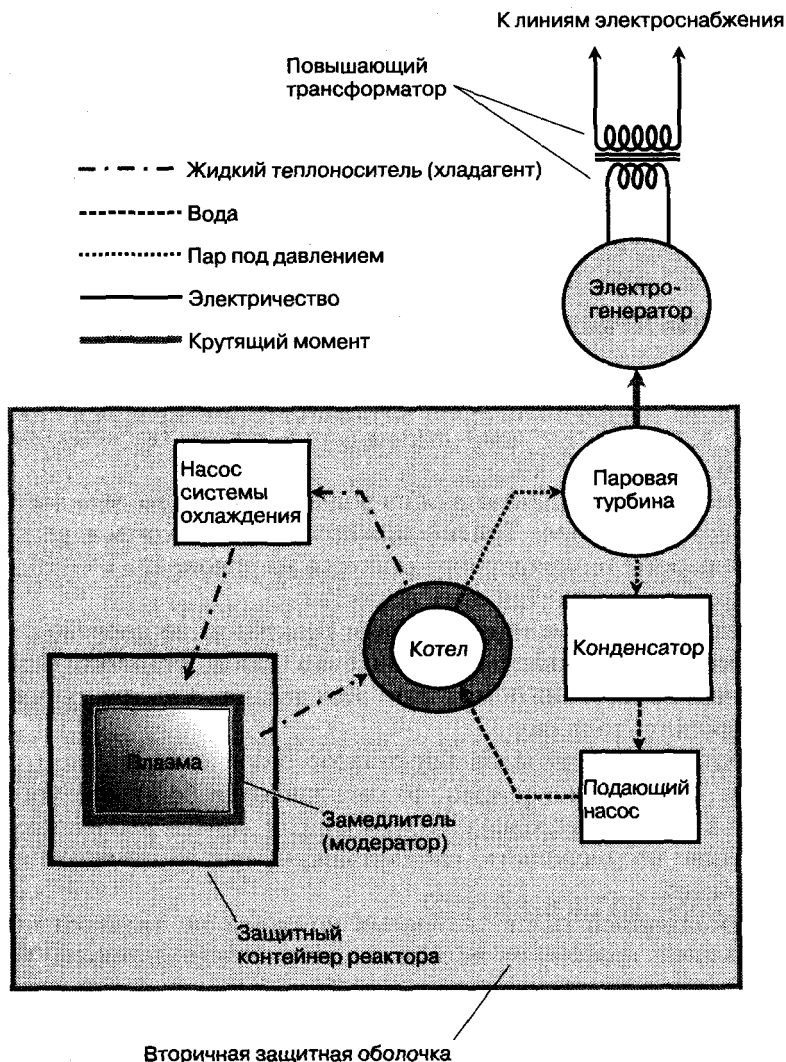 К линиям электроснабжения
Повышающий
трансформатор
Жидкий теплоноситель (хладагент)
Вода
Пар под давлением
Электричество
Крутящий момент
Электро-
генератор
Насос
системы
охлаждения
Паровая
турбина
Котел
Конденсатор
Плазма
Подающий
насос
Замедлитель
(модератор)
Защитный
контейнер реактора
Вторичная защитная оболочка